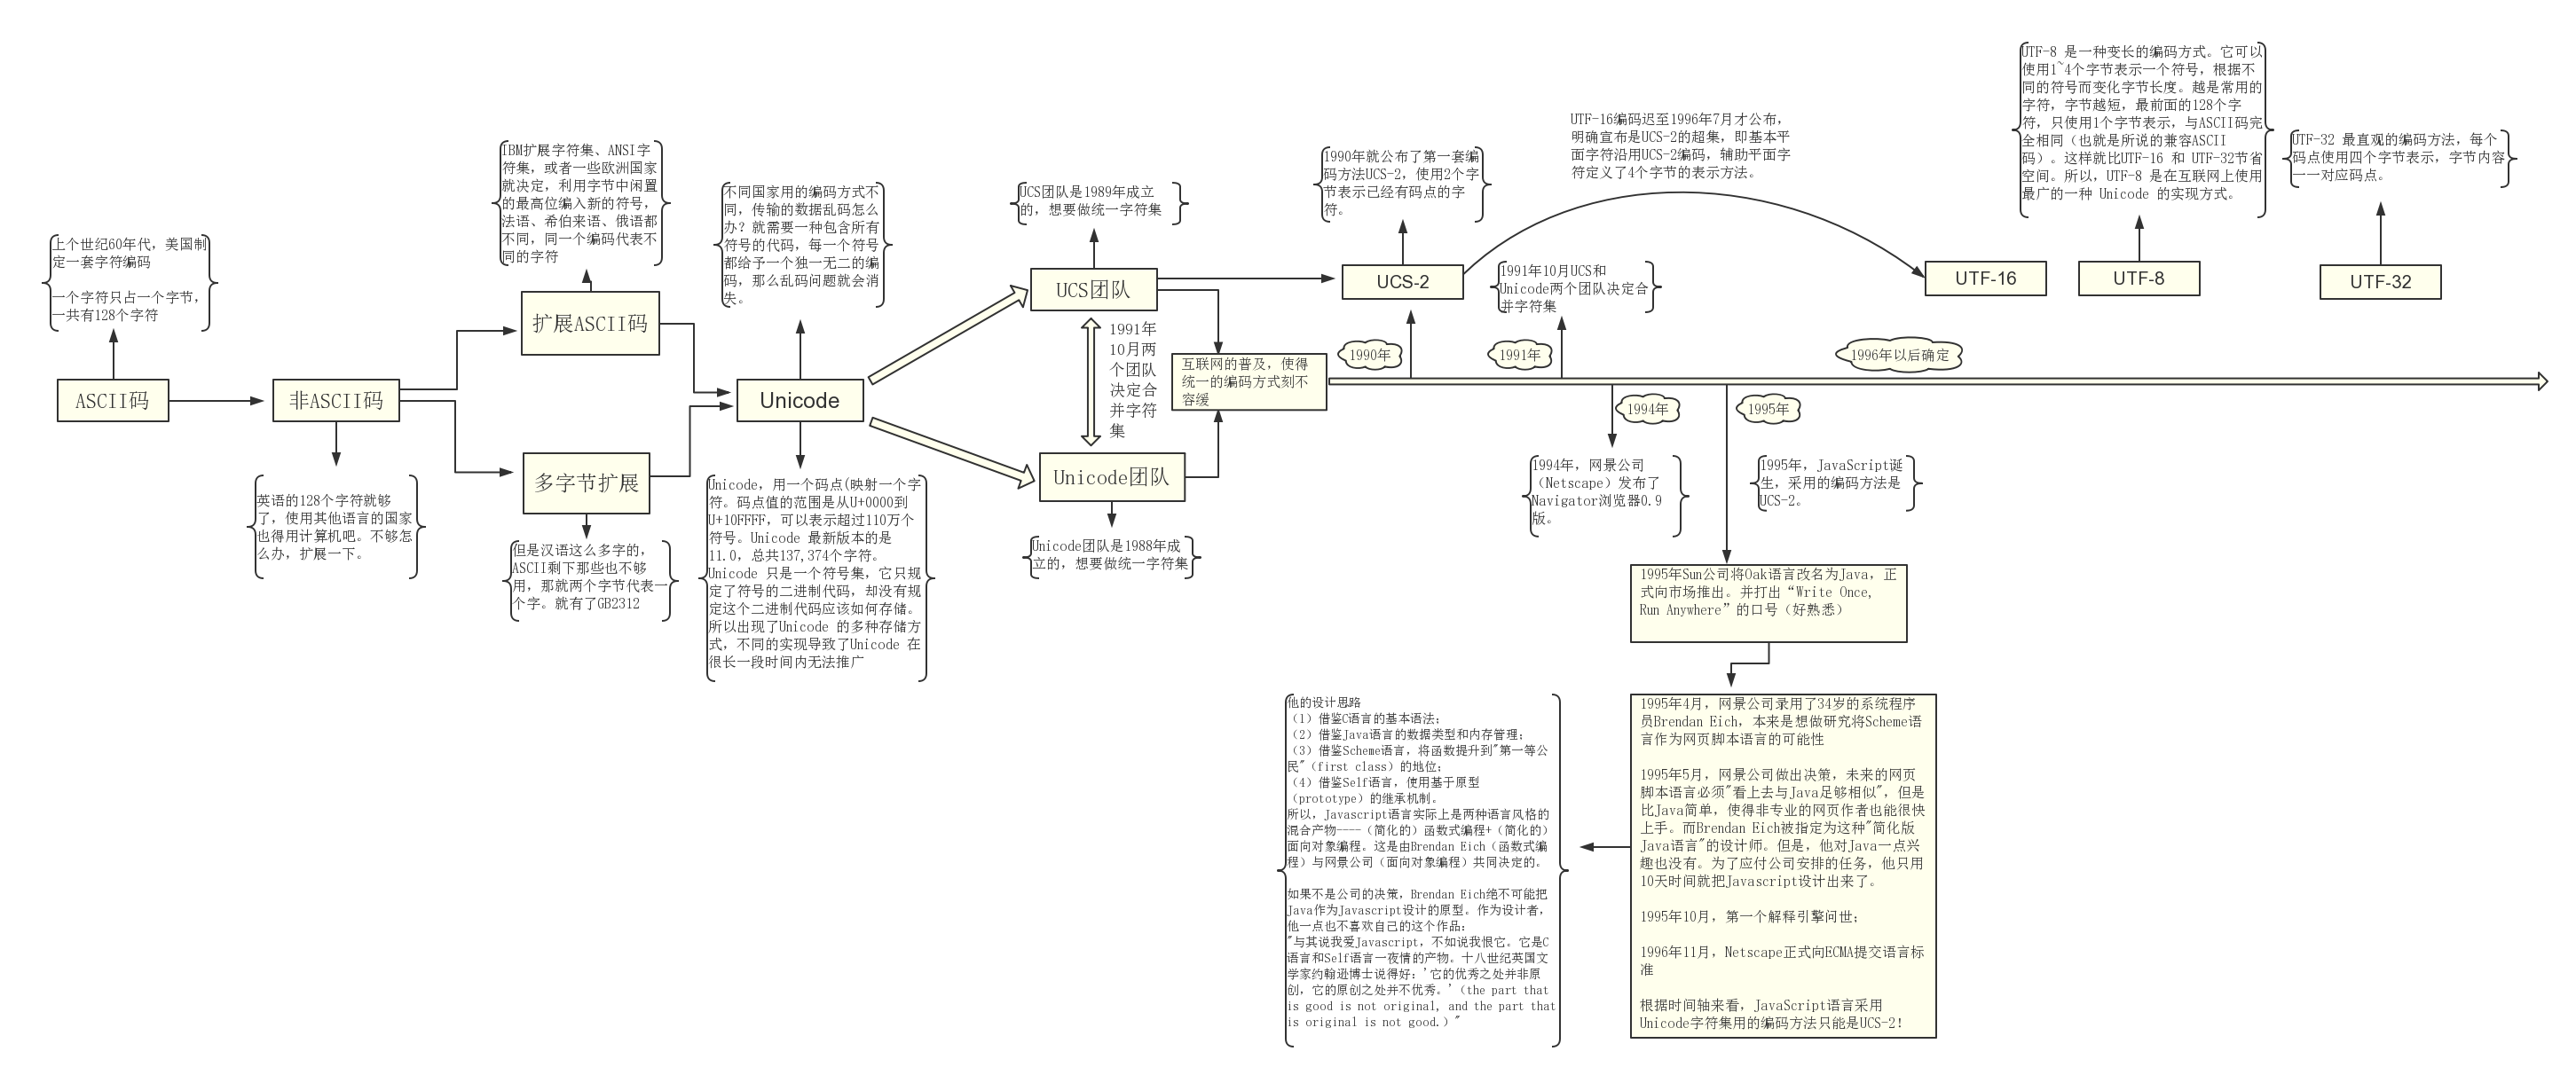 上个世纪60年代，美国制
定一套字符编码
一个字符只占一个字节，
一共有128个字符
ASCII码
非ASCII码
英语的128个字符就够
了，使用其他语言的国家
也得用计算机吧。不够怎
么办，扩展一下。
IBM扩展字符集、ANSI字
符集，或者一些欧洲国家
就决定，利用字节中闲置
的最高位编入新的符号，
法语、希伯来语、俄语都
不同，同一个编码代表不
同的字符
扩展ASCII码
多字节扩展
但是汉语这么多字的，
ASCII剩下那些也不够
用，那就两个字节代表一
个字。就有了GB2312
不同国家用的编码方式不
同，传输的数据乱码怎么
办？就需要一种包含所有
符号的代码，每一个符号
都给予一个独一无二的编
码，那么乱码问题就会消
失。
Unicode
Unicode，用一个码点(映射一个字
符。码点值的范围是从U+0000到
U+10FFFF，可以表示超过110万个
符号。Unicode 最新版本的是
11.0，总共137,374个字符。
Unicode 只是一个符号集，它只规
定了符号的二进制代码，却没有规
定这个二进制代码应该如何存储。
所以出现了Unicode 的多种存储方
式，不同的实现导致了Unicode 在
很长一段时间内无法推广
UCS团队是1989年成立
的，想要做统一字符集
UCS团队
1991年
10月两
个团队
决定合
并字符
集
Unicode团队
Unicode团队是1988年成
立的，想要做统一字符集
互联网的普及，使得
统一的编码方式刻不
容缓
1990年就公布了第一套编
码方法UCS-2，使用2个字
节表示已经有码点的字
符。
UCS-2
1990年
UTF-16编码迟至1996年7月才公布，
明确宣布是UCS-2的超集，即基本平
面字符沿用UCS-2编码，辅助平面字
符定义了4个字节的表示方法。
1991年10月UCS和
Unicode两个团队决定合
并字符集
1991年
1996年以后确定
UTF-16
UTF-8 是一种变长的编码方式。它可以
使用1~4个字节表示一个符号，根据不
同的符号而变化字节长度。越是常用的
字符，字节越短，最前面的128个字
符，只使用1个字节表示，与ASCII码完
全相同（也就是所说的兼容ASCII
码）。这样就比UTF-16 和 UTF-32节省
空间。所以，UTF-8 是在互联网上使用
最广的一种 Unicode 的实现方式。
UTF-8
UTF-32 最直观的编码方法，每个
码点使用四个字节表示，字节内容
一一对应码点。
UTF-32
1994年
1994年，网景公司
（Netscape）发布了
Navigator浏览器0.9
版。
1995年
1995年，JavaScript诞
生，采用的编码方法是
UCS-2。
1995年Sun公司将Oak语言改名为Java，正
式向市场推出。并打出“Write Once,
Run Anywhere”的口号（好熟悉）
1995年4月，网景公司录用了34岁的系统程序
员Brendan Eich，本来是想做研究将Scheme语
言作为网页脚本语言的可能性
1995年5月，网景公司做出决策，未来的网页
脚本语言必须"看上去与Java足够相似"，但是
比Java简单，使得非专业的网页作者也能很快
上手。而Brendan Eich被指定为这种"简化版
Java语言"的设计师。但是，他对Java一点兴
趣也没有。为了应付公司安排的任务，他只用
10天时间就把Javascript设计出来了。
1995年10月，第一个解释引擎问世；
1996年11月，Netscape正式向ECMA提交语言标
准
根据时间轴来看，JavaScript语言采用
Unicode字符集用的编码方法只能是UCS-2！
他的设计思路
（1）借鉴C语言的基本语法；
（2）借鉴Java语言的数据类型和内存管理；
（3）借鉴Scheme语言，将函数提升到"第一等公
民"（first class）的地位；
（4）借鉴Self语言，使用基于原型
（prototype）的继承机制。
所以，Javascript语言实际上是两种语言风格的
混合产物----（简化的）函数式编程+（简化的）
面向对象编程。这是由Brendan Eich（函数式编
程）与网景公司（面向对象编程）共同决定的。
如果不是公司的决策，Brendan Eich绝不可能把
Java作为Javascript设计的原型。作为设计者，
他一点也不喜欢自己的这个作品：
"与其说我爱Javascript，不如说我恨它。它是C
语言和Self语言一夜情的产物。十八世纪英国文
学家约翰逊博士说得好：'它的优秀之处并非原
创，它的原创之处并不优秀。'（the part that
is good is not original, and the part that
is original is not good.）"